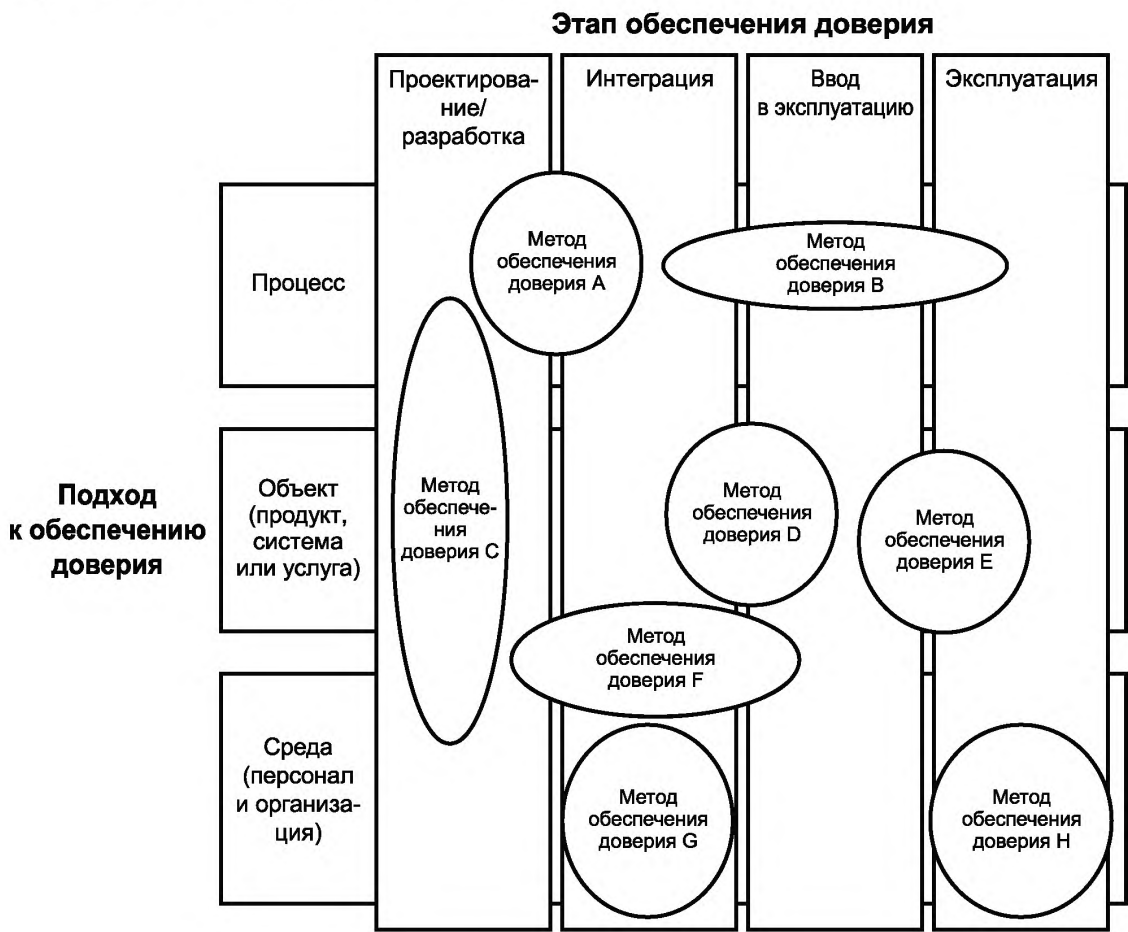 Этап обеспечения доверия
Проектирова-
ние/
разработка
Интеграция
Ввод
в эксплуатацию
Эксплуатация
Процесс
Метод
обеспечения
доверия A
Метод
обеспечения
доверия B
Подход
к обеспечению
доверия
Объект
(продукт,
система
или услуга)
Метод
обеспече-
ния
доверия C
Метод
обеспечения
доверия D
Метод
обеспечения
доверия E
Метод
обеспечения
доверия F
Среда
(персонал
и организа-
ция)
Метод
обеспечения
доверия G
Метод
обеспечения
доверия H